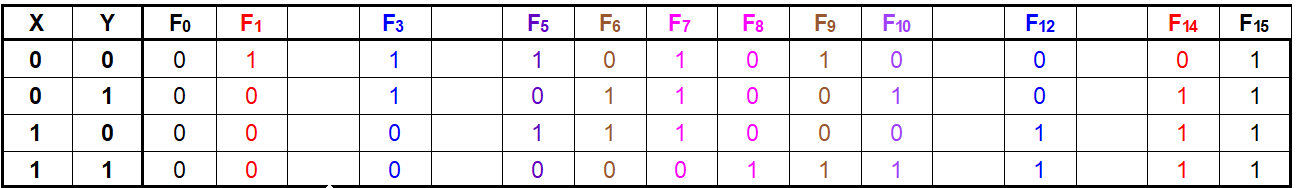 X Y F₀ F₁ F₃ F₅ F₆ F₇ F₈ F₉ F₁₀ F₁₂ F₁₄ F₁₅
0 0 0 1 1 1 0 1 0 1 0 0 0 1
0 1 0 0 1 0 1 1 0 0 1 0 1 1
1 0 0 0 0 1 1 1 0 0 0 1 1 1
1 1 0 0 0 0 0 0 1 1 1 1 1 1